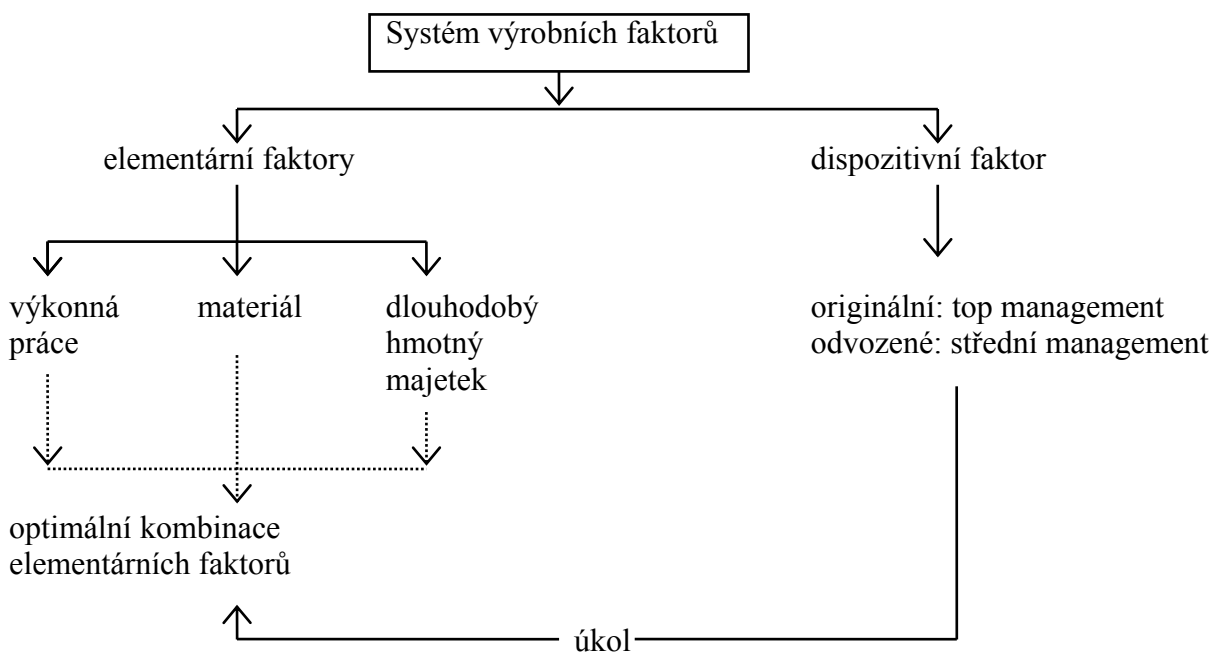 Systém výrobních faktorů
elementární faktory
dispozitivní faktor
výkonná
práce
materiál
dlouhodobý
hmotný
majetek
originální: top management
odvozené: střední management
optimální kombinace
elementárních faktorů
úkol